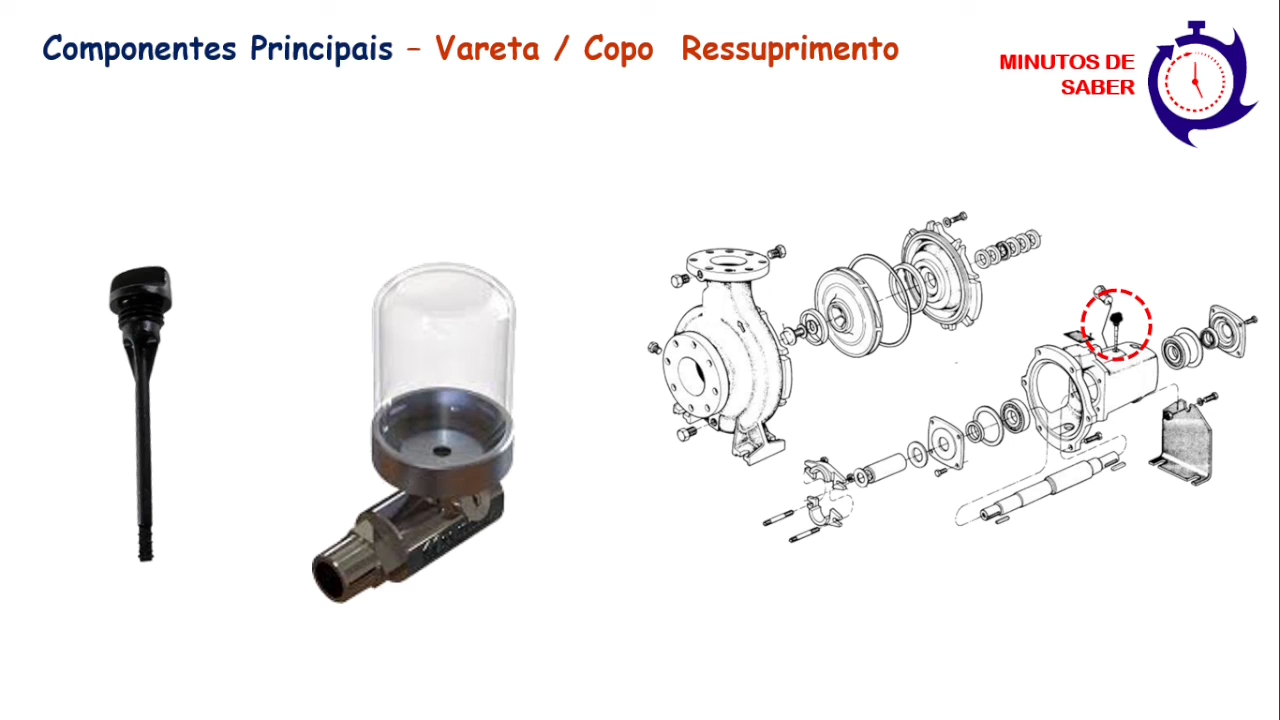 Componentes Principais – Vareta / Copo Ressuprimento
MINUTOS DE
SABER